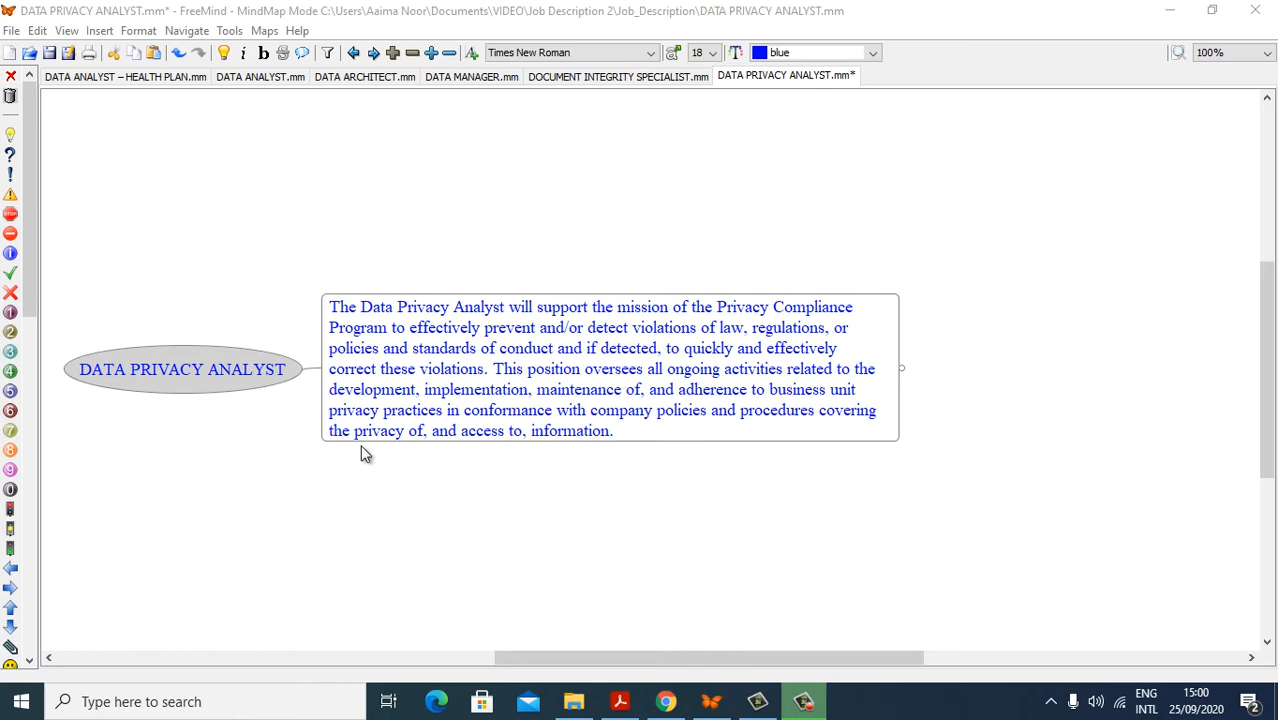 DATA PRIVACY ANALYST.mm* - FreeMind - MindMap Mode C:\Users\Aaima Noor\Documents\VIDEO\Job Description 2\Job_Description\DATA PRIVACY ANALYST.mm
File Edit View Insert Format Navigate Tools Maps Help
Times New Roman 18 blue 100%
DATA ANALYST – HEALTH PLAN.mm DATA ANALYST.mm DATA ARCHITECT.mm DATA MANAGER.mm DOCUMENT INTEGRITY SPECIALIST.mm DATA PRIVACY ANALYST.mm*
DATA PRIVACY ANALYST
The Data Privacy Analyst will support the mission of the Privacy Compliance
Program to effectively prevent and/or detect violations of law, regulations, or
policies and standards of conduct and if detected, to quickly and effectively
correct these violations. This position oversees all ongoing activities related to the
development, implementation, maintenance of, and adherence to business unit
privacy practices in conformance with company policies and procedures covering
the privacy of, and access to, information.
Type here to search
ENG
INTL
15:00
25/09/2020
2